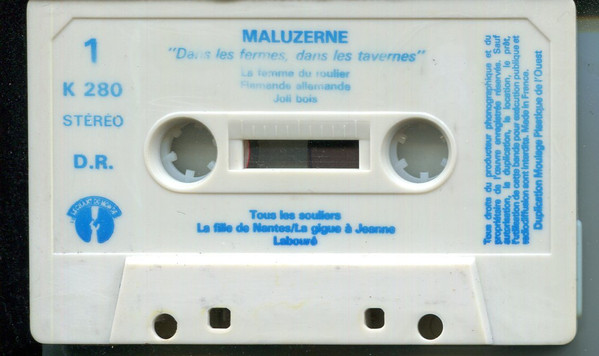 1
K 280
STÉRÉO
D.R.
MALUZERNE
"Dans les fermes, dans les tavernes"
La femme du roulier
Flamande allemande
Joli bois
Tous les souliers
La fille de Nantes/La gigue à Jeanne
Labouré
Tous droits du producteur phonographique et du
propriétaire de l'œuvre enregistrée réservés. Sauf
autorisation, la duplication, la location, le prêt,
l'utilisation de cette bande pour exécution publique et
radiodiffusion sont interdits. Made in France.
Duplication Moulage Plastique de l'Ouest